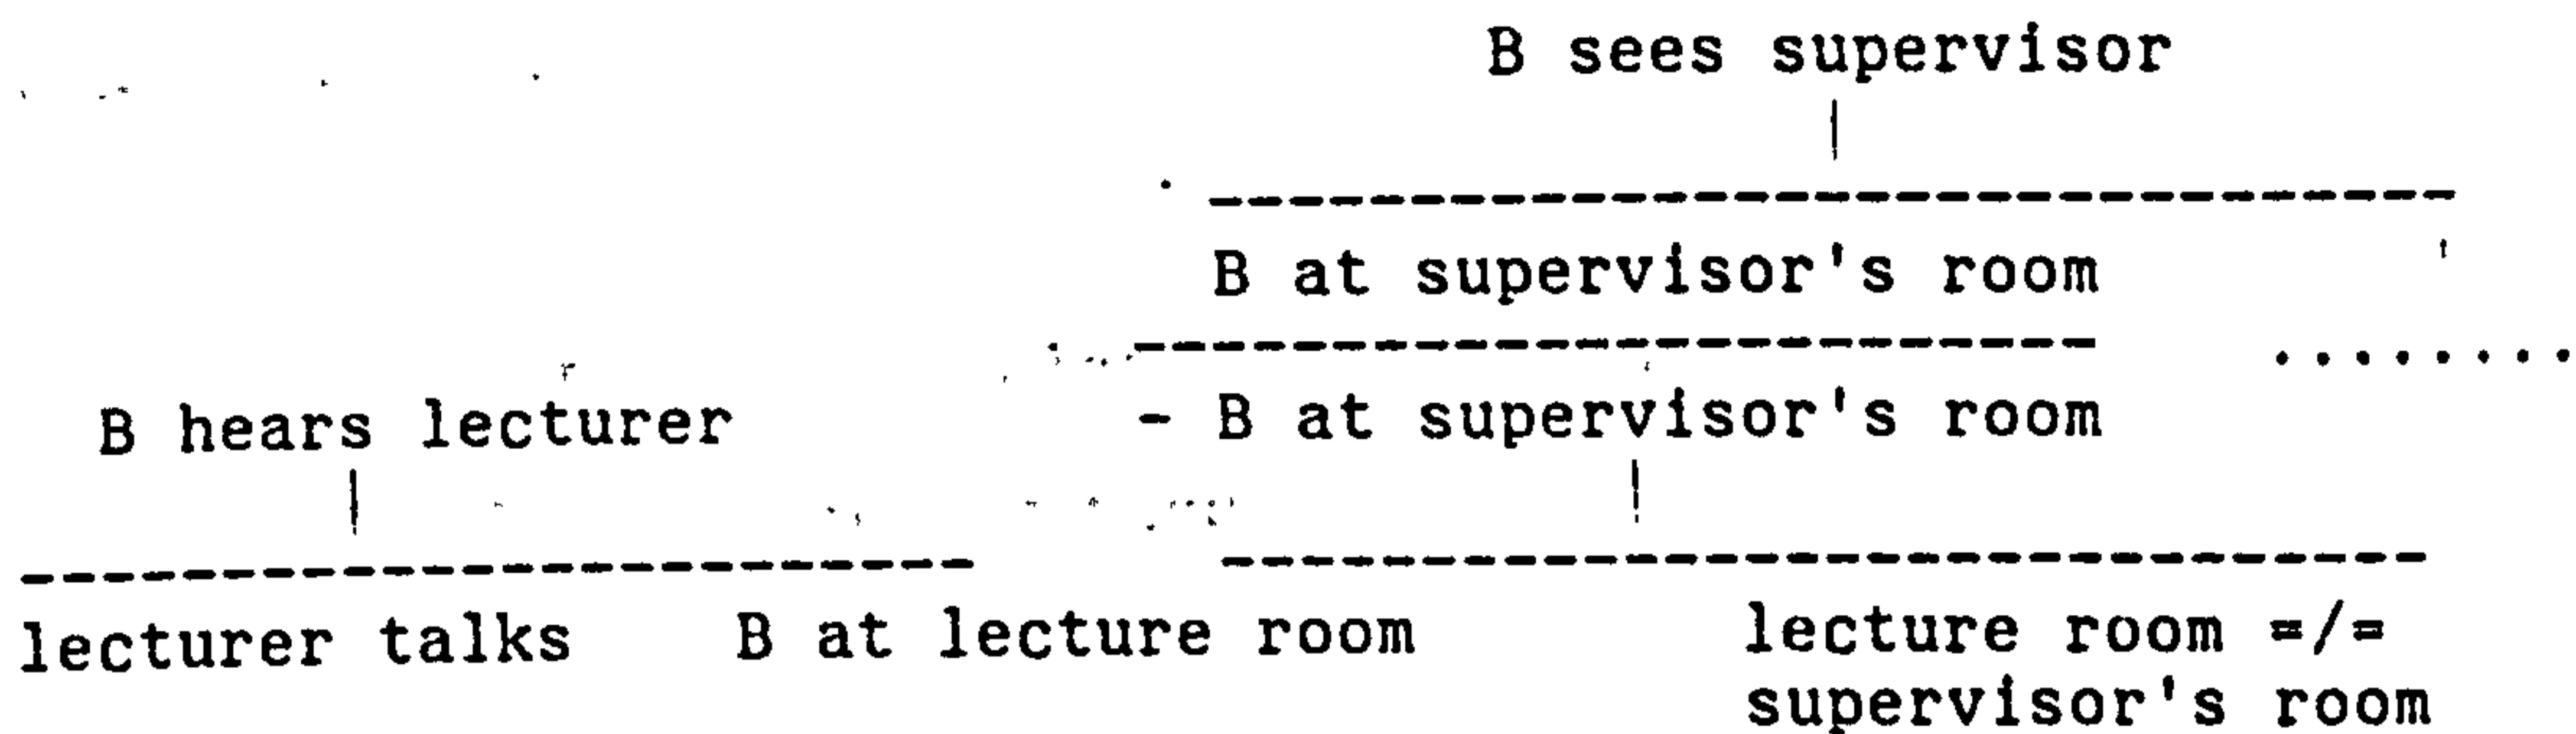 B sees supervisor
B at supervisor's room
........
- B at supervisor's room
B hears lecturer
lecturer talks B at lecture room lecture room =/=
supervisor's room